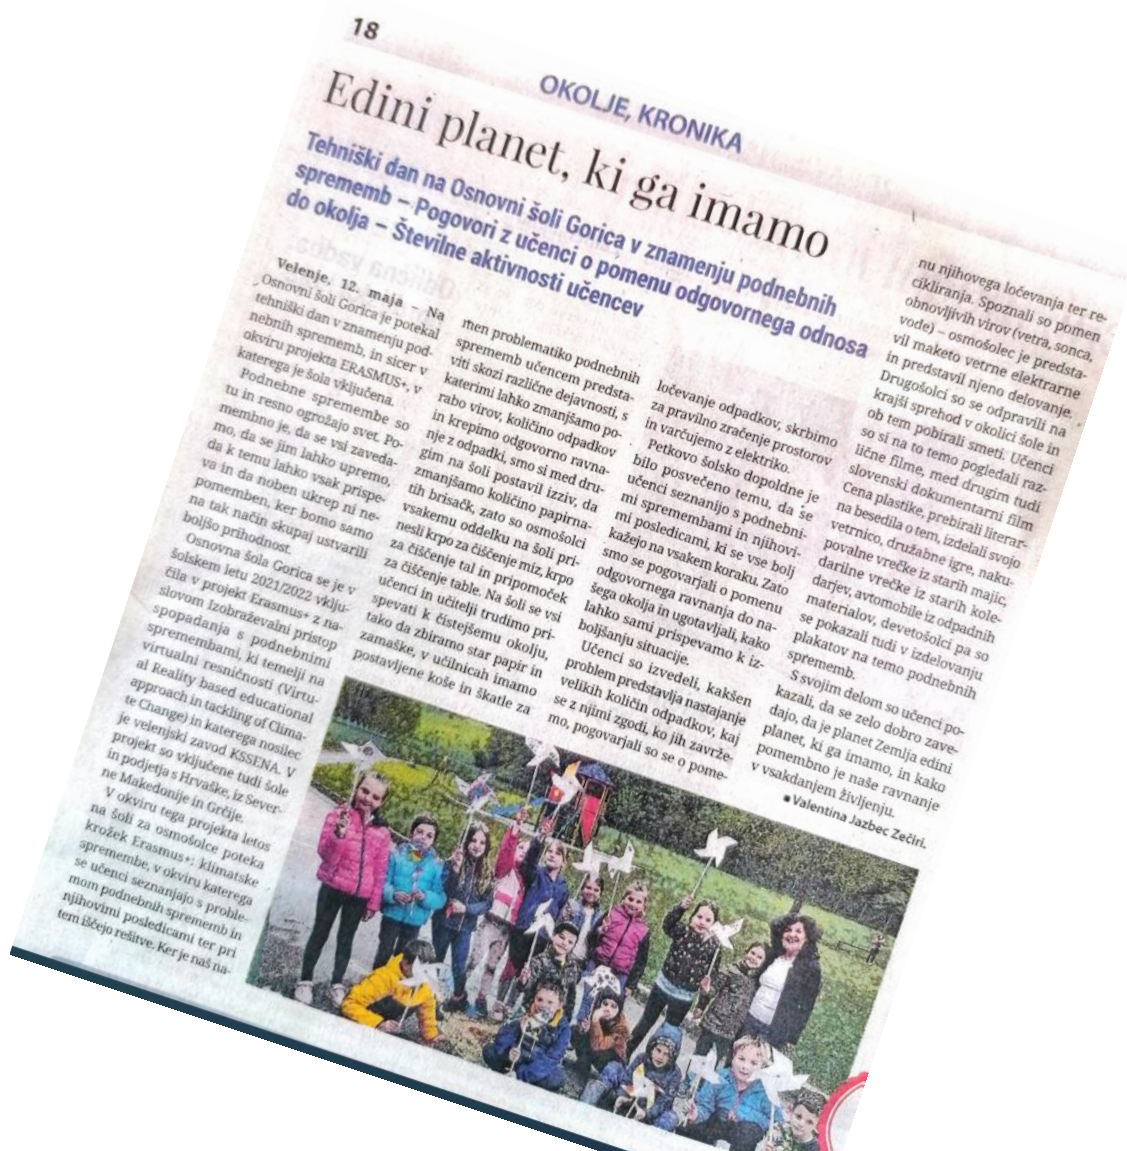 18
OKOLJE, KRONIKA
Edini planet, ki ga imamo
Tehniški dan na Osnovni šoli Gorica v znamenju podnebnih
sprememb – Pogovori z učenci o pomenu odgovornega odnosa
do okolja – Številne aktivnosti učencev
Velenje, 12. maja – Na
Osnovni šoli Gorica je potekal
tehniški dan v znamenju pod-
nebnih sprememb, in sicer v
okviru projekta ERASMUS+, v
katerega je šola vključena.
Podnebne spremembe so
tu in resno ogrožajo svet. Po-
membno je, da se vsi zaveda-
mo, da se jim lahko upremo,
da k temu lahko vsak prispe-
va in da noben ukrep ni ne-
pomemben, ker bomo samo
na tak način skupaj ustvarili
boljšo prihodnost.
Osnovna šola Gorica se je v
šolskem letu 2021/2022 vklju-
čila v projekt Erasmus+ z na-
slovom Izobraževalni pristop
spopadanja s podnebnimi
spremembami, ki temelji na
virtualni resničnosti (Virtu-
al Reality based educational
approach in tackling of Clima-
te Change) in katerega nosilec
je velenjski zavod KSSENA. V
projekt so vključene tudi šole
in podjetja s Hrvaške, iz Sever-
ne Makedonije in Grčije.
V okviru tega projekta letos
na šoli za osmošolce poteka
krožek Erasmus+: klimatske
spremembe, v okviru katerega
se učenci seznanjajo s proble-
mom podnebnih sprememb in
njihovimi posledicami ter pri
tem iščejo rešitve. Ker je naš na-
men problematiko podnebnih
sprememb učencem predsta-
viti skozi različne dejavnosti, s
katerimi lahko zmanjšamo po-
rabo virov, količino odpadkov
in krepimo odgovorno ravna-
nje z odpadki, smo si med dru-
gim na šoli postavil izziv, da
zmanjšamo količino papirna-
tih brisačk, zato so osmošolci
vsakemu oddelku na šoli pri-
nesli krpo za čiščenje miz, krpo
za čiščenje tal in pripomoček
za čiščenje table. Na šoli se vsi
učenci in učitelji trudimo pri-
spevati k čistejšemu okolju,
tako da zbiramo star papir in
zamaške, v učilnicah imamo
postavljene koše in škatle za
ločevanje odpadkov, skrbimo
za pravilno zračenje prostorov
in varčujemo z elektriko.
Petkovo šolsko dopoldne je
bilo posvečeno temu, da se
učenci seznanijo s podnebni-
mi spremembami in njihovi-
mi posledicami, ki se vse bolj
kažejo na vsakem koraku. Zato
smo se pogovarjali o pomenu
odgovornega ravnanja do na-
šega okolja in ugotavljali, kako
lahko sami prispevamo k iz-
boljšanju situacije.
Učenci so izvedeli, kakšen
problem predstavlja nastajanje
velikih količin odpadkov, kaj
se z njimi zgodi, ko jih zavrže-
mo, pogovarjali so se o pome-
nu njihovega ločevanja ter re-
cikliranja. Spoznali so pomen
obnovljivih virov (vetra, sonca,
vode) – osmošolec je predsta-
vil maketo vetrne elektrarne
in predstavil njeno delovanje.
Drugošolci so se odpravili na
krajši sprehod v okolici šole in
ob tem pobirali smeti. Učenci
so si na to temo pogledali raz-
lične filme, med drugim tudi
slovenski dokumentarni film
Cena plastike, prebirali literar-
na besedila o tem, izdelali svojo
vetrnico, družabne igre, naku-
povalne vrečke iz starih majic,
darilne vrečke iz starih kole-
darjev, avtomobile iz odpadnih
materialov, devetošolci pa so
se pokazali tudi v izdelovanju
plakatov na temo podnebnih
sprememb.
S svojim delom so učenci po-
kazali, da se zelo dobro zave-
dajo, da je planet Zemlja edini
planet, ki ga imamo, in kako
pomembno je naše ravnanje
v vsakdanjem življenju.
▪ Valentina Jazbec Zečiri.